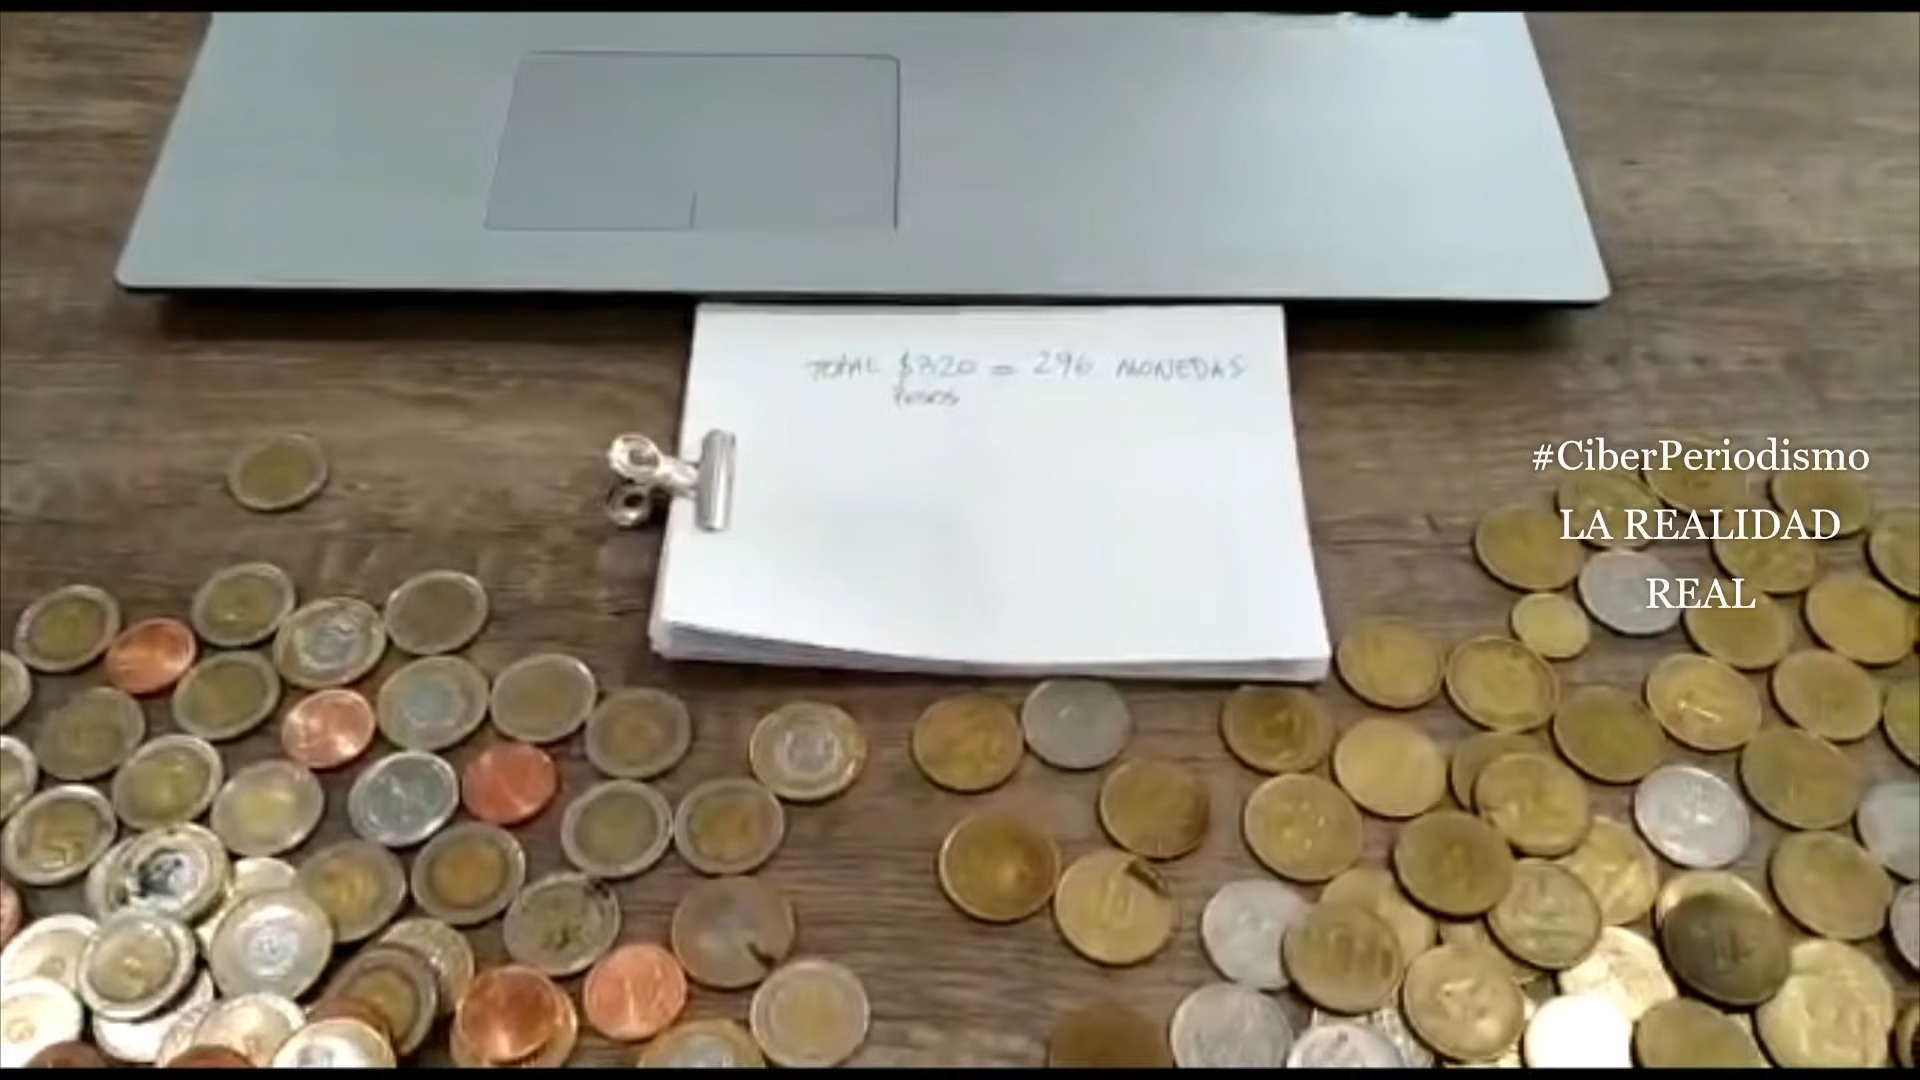 TOTAL $320 = 296 MONEDAS
Pesos
#CiberPeriodismo
LA REALIDAD
REAL